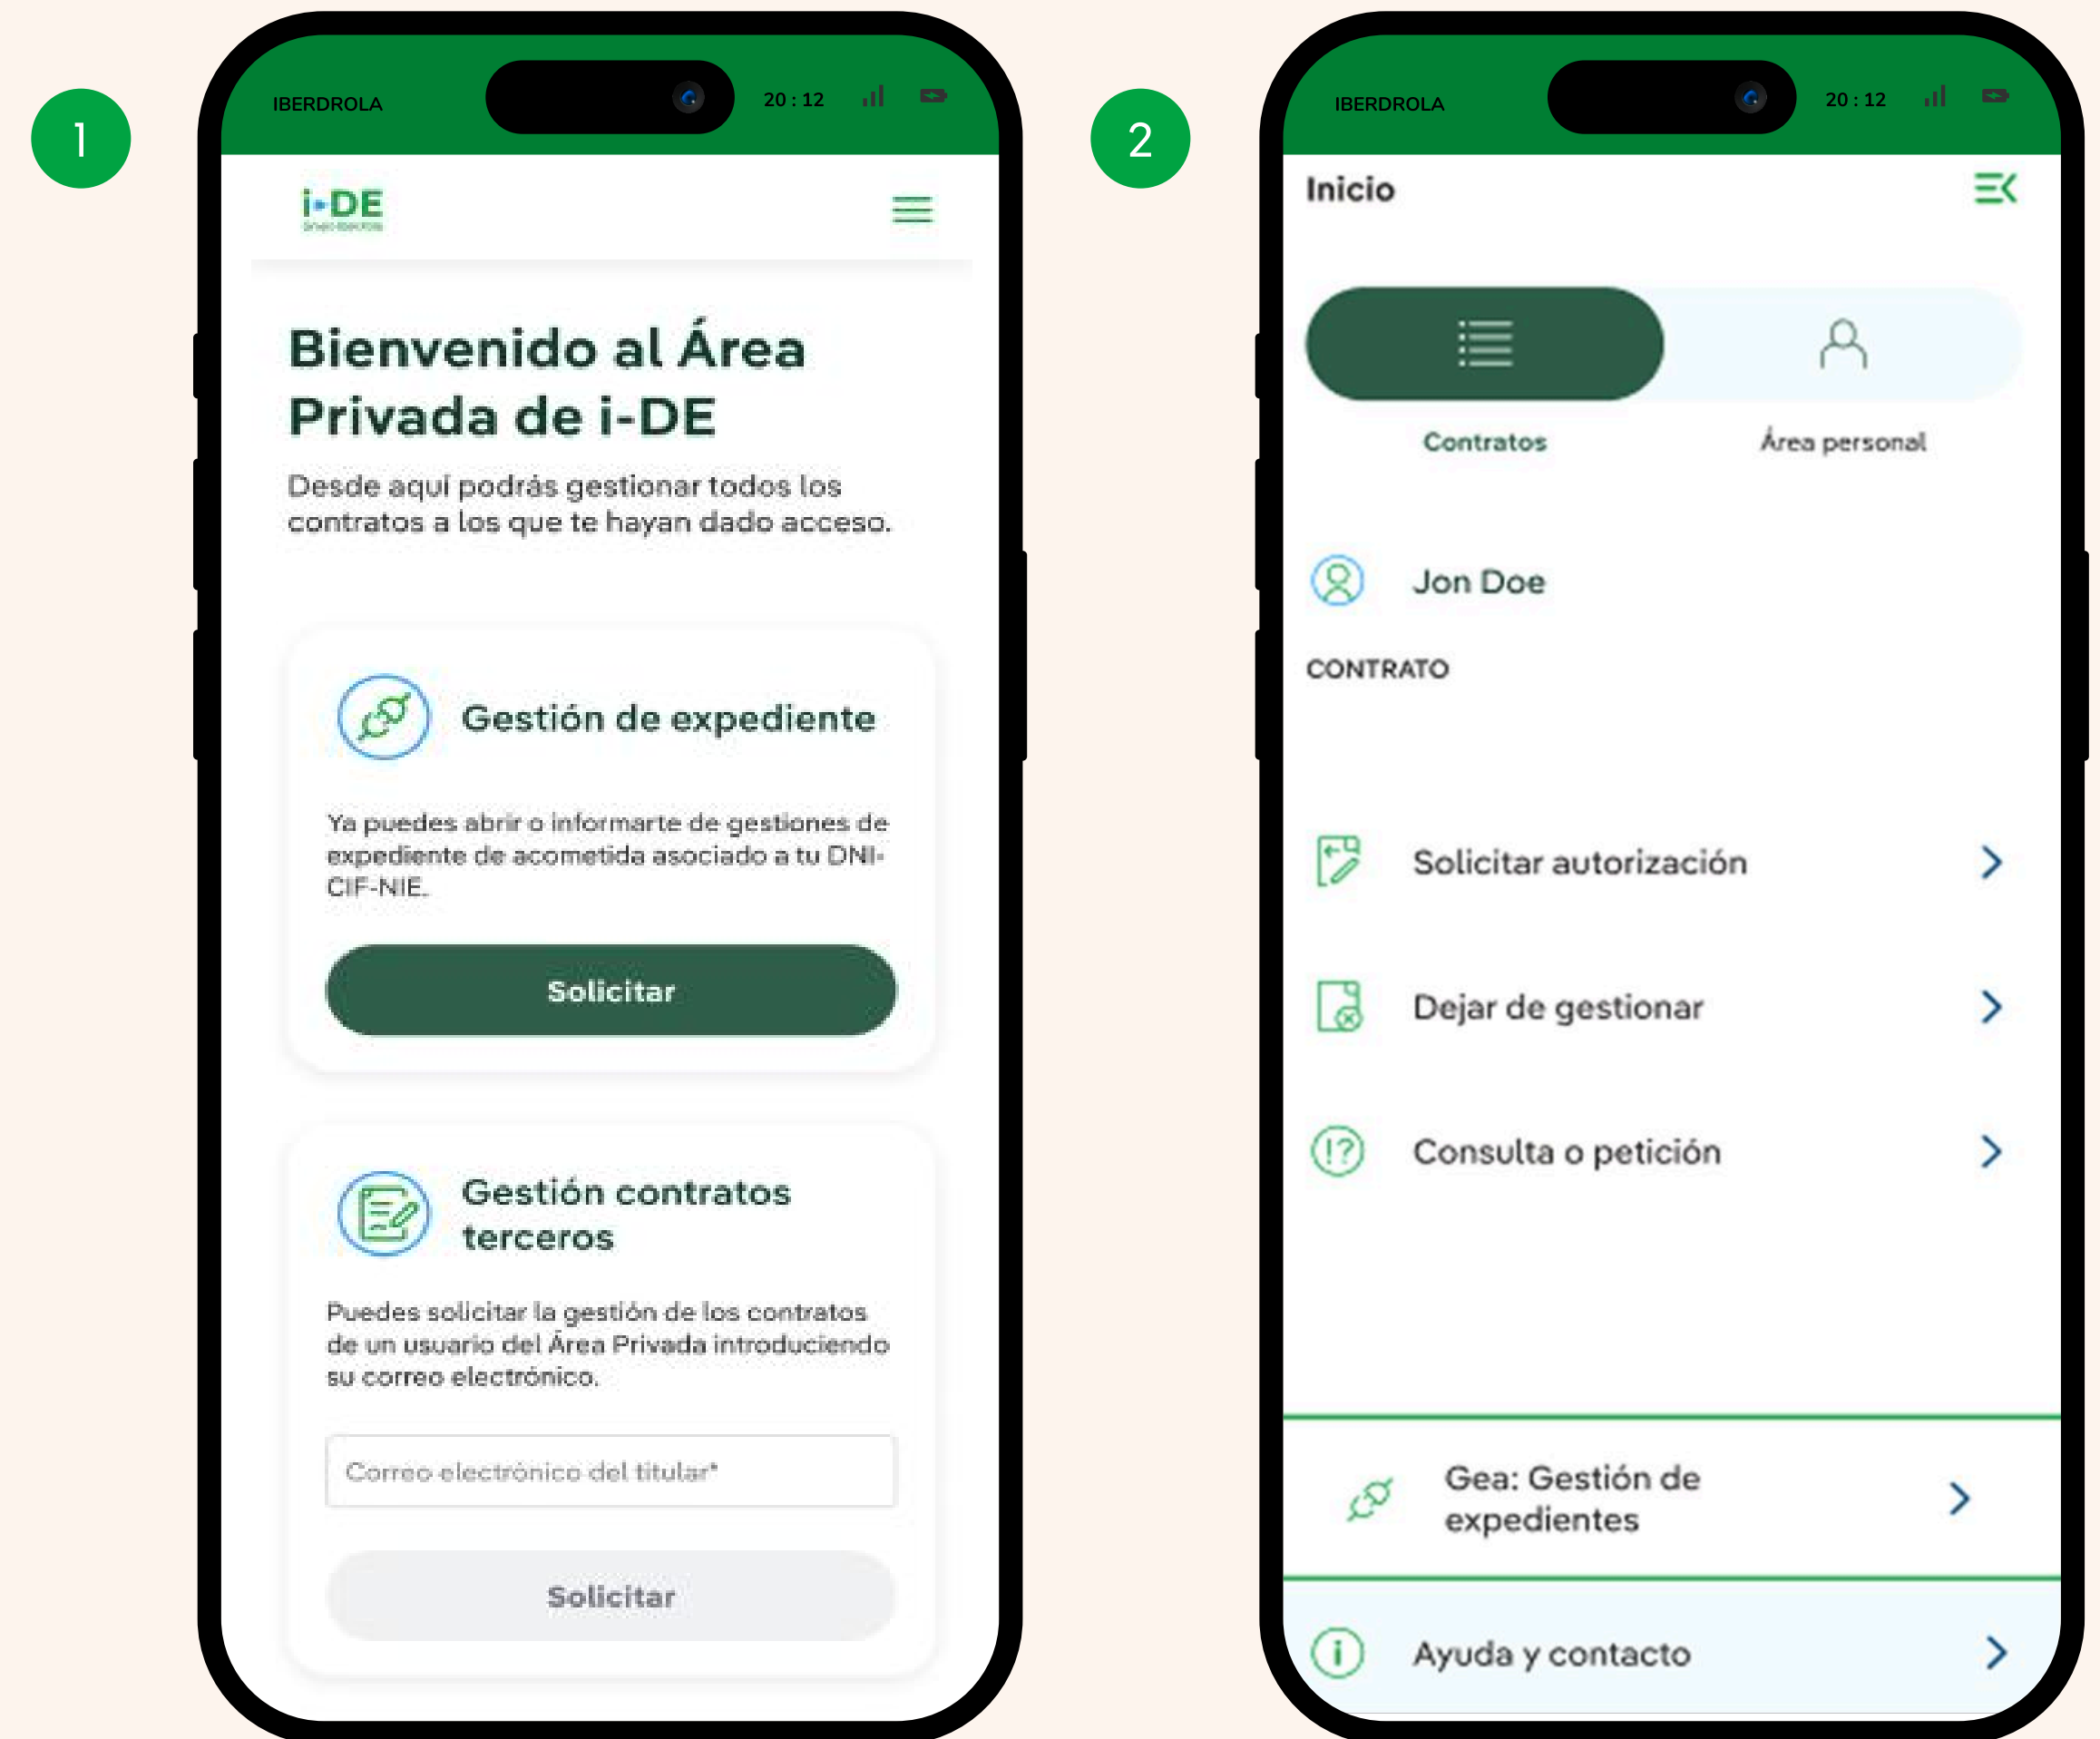 1
IBERDROLA
20 : 12
i-DE
Bienvenido al Área
Privada de i-DE
Desde aquí podrás gestionar todos los
contratos a los que te hayan dado acceso.
Gestión de expediente
Ya puedes abrir o informarte de gestiones de
expediente de acometida asociado a tu DNI-
CIF-NIE.
Solicitar
Gestión contratos
terceros
Puedes solicitar la gestión de los contratos
de un usuario del Área Privada introduciendo
su correo electrónico.
Correo electrónico del titular*
Solicitar
2
IBERDROLA
20 : 12
Inicio
Contratos
Área personal
Jon Doe
CONTRATO
Solicitar autorización
Dejar de gestionar
Consulta o petición
Gea: Gestión de
expedientes
Ayuda y contacto